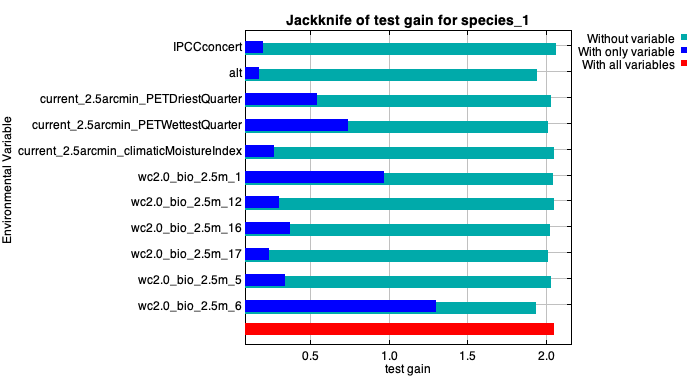 Jackknife of test gain for species_1
Without variable
With only variable
With all variables
Environmental Variable
IPCCconcert
alt
current_2.5arcmin_PETDriestQuarter
current_2.5arcmin_PETWettestQuarter
current_2.5arcmin_climaticMoistureIndex
wc2.0_bio_2.5m_1
wc2.0_bio_2.5m_12
wc2.0_bio_2.5m_16
wc2.0_bio_2.5m_17
wc2.0_bio_2.5m_5
wc2.0_bio_2.5m_6
0.5 1.0 1.5 2.0
test gain